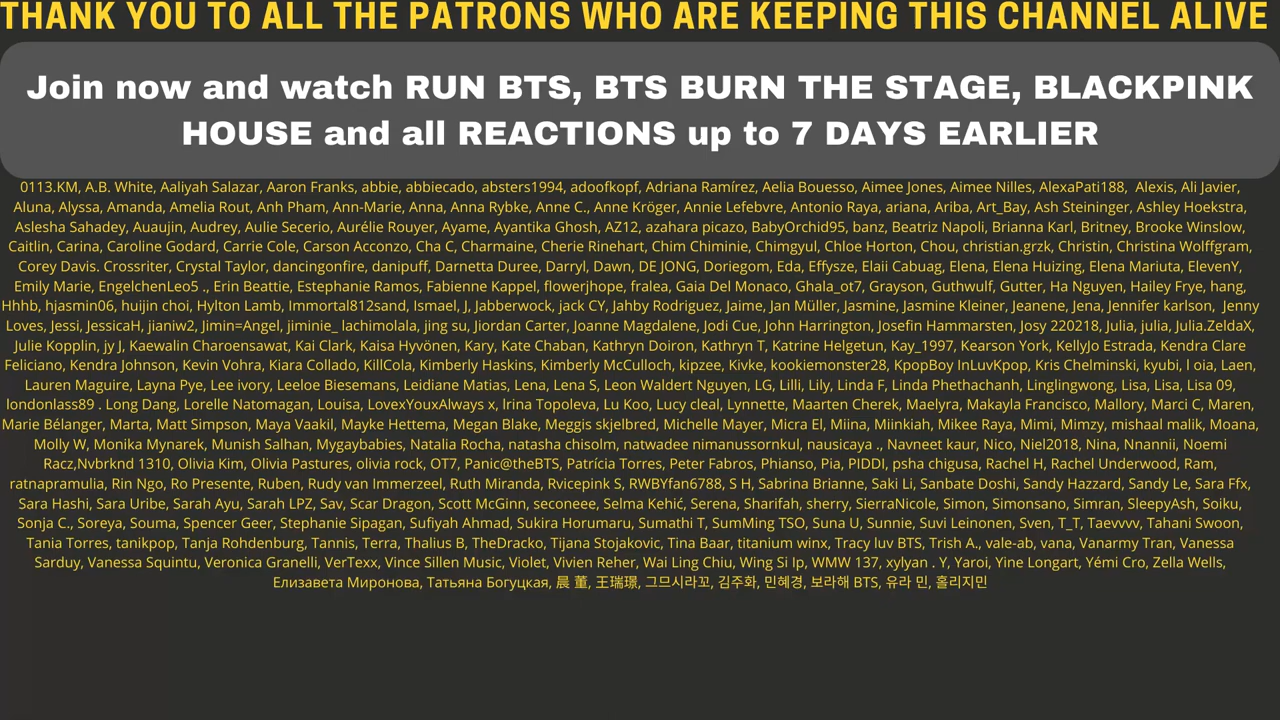 THANK YOU TO ALL THE PATRONS WHO ARE KEEPING THIS CHANNEL ALIVE
Join now and watch RUN BTS, BTS BURN THE STAGE, BLACKPINK
HOUSE and all REACTIONS up to 7 DAYS EARLIER
0113.KM, A.B. White, Aaliyah Salazar, Aaron Franks, abbie, abbiecado, absters1994, adoofkopf, Adriana Ramírez, Aelia Bouesso, Aimee Jones, Aimee Nilles, AlexaPati188, Alexis, Ali Javier,
Aluna, Alyssa, Amanda, Amelia Rout, Anh Pham, Ann-Marie, Anna, Anna Rybke, Anne C., Anne Kröger, Annie Lefebvre, Antonio Raya, ariana, Ariba, Art_Bay, Ash Steininger, Ashley Hoekstra,
Aslesha Sahadey, Auaujin, Audrey, Aulie Secerio, Aurélie Rouyer, Ayame, Ayantika Ghosh, AZ12, azahara picazo, BabyOrchid95, banz, Beatriz Napoli, Brianna Karl, Britney, Brooke Winslow,
Caitlin, Carina, Caroline Godard, Carrie Cole, Carson Acconzo, Cha C, Charmaine, Cherie Rinehart, Chim Chiminie, Chimgyul, Chloe Horton, Chou, christian.grzk, Christin, Christina Wolffgram,
Corey Davis. Crossriter, Crystal Taylor, dancingonfire, danipuff, Darnetta Duree, Darryl, Dawn, DE JONG, Doriegom, Eda, Effysze, Elaii Cabuag, Elena, Elena Huizing, Elena Mariuta, ElevenY,
Emily Marie, EngelchenLeo5 ., Erin Beattie, Estephanie Ramos, Fabienne Kappel, flowerjhope, fralea, Gaia Del Monaco, Ghala_ot7, Grayson, Guthwulf, Gutter, Ha Nguyen, Hailey Frye, hang,
Hhhb, hjasmin06, huijin choi, Hylton Lamb, Immortal812sand, Ismael, J, Jabberwock, jack CY, Jahby Rodriguez, Jaime, Jan Müller, Jasmine, Jasmine Kleiner, Jeanene, Jena, Jennifer karlson, Jenny
Loves, Jessi, JessicaH, jianiw2, Jimin=Angel, jiminie_ lachimolala, jing su, Jiordan Carter, Joanne Magdalene, Jodi Cue, John Harrington, Josefin Hammarsten, Josy 220218, Julia, julia, Julia.ZeldaX,
Julie Kopplin, jy J, Kaewalin Charoensawat, Kai Clark, Kaisa Hyvönen, Kary, Kate Chaban, Kathryn Doiron, Kathryn T, Katrine Helgetun, Kay_1997, Kearson York, KellyJo Estrada, Kendra Clare
Feliciano, Kendra Johnson, Kevin Vohra, Kiara Collado, KillCola, Kimberly Haskins, Kimberly McCulloch, kipzee, Kivke, kookiemonster28, KpopBoy InLuvKpop, Kris Chelminski, kyubi, l oia, Laen,
Lauren Maguire, Layna Pye, Lee ivory, Leeloe Biesemans, Leidiane Matias, Lena, Lena S, Leon Waldert Nguyen, LG, Lilli, Lily, Linda F, Linda Phethachanh, Linglingwong, Lisa, Lisa, Lisa 09,
londonlass89 . Long Dang, Lorelle Natomagan, Louisa, LovexYouxAlways x, lrina Topoleva, Lu Koo, Lucy cleal, Lynnette, Maarten Cherek, Maelyra, Makayla Francisco, Mallory, Marci C, Maren,
Marie Bélanger, Marta, Matt Simpson, Maya Vaakil, Mayke Hettema, Megan Blake, Meggis skjelbred, Michelle Mayer, Micra El, Miina, Miinkiah, Mikee Raya, Mimi, Mimzy, mishaal malik, Moana,
Molly W, Monika Mynarek, Munish Salhan, Mygaybabies, Natalia Rocha, natasha chisolm, natwadee nimanussornkul, nausicaya ., Navneet kaur, Nico, Niel2018, Nina, Nnannii, Noemi
Racz,Nvbrknd 1310, Olivia Kim, Olivia Pastures, olivia rock, OT7, Panic@theBTS, Patrícia Torres, Peter Fabros, Phianso, Pia, PIDDI, psha chigusa, Rachel H, Rachel Underwood, Ram,
ratnapramulia, Rin Ngo, Ro Presente, Ruben, Rudy van Immerzeel, Ruth Miranda, Rvicepink S, RWBYfan6788, S H, Sabrina Brianne, Saki Li, Sanbate Doshi, Sandy Hazzard, Sandy Le, Sara Ffx,
Sara Hashi, Sara Uribe, Sarah Ayu, Sarah LPZ, Sav, Scar Dragon, Scott McGinn, seconeee, Selma Kehić, Serena, Sharifah, sherry, SierraNicole, Simon, Simonsano, Simran, SleepyAsh, Soiku,
Sonja C., Soreya, Souma, Spencer Geer, Stephanie Sipagan, Sufiyah Ahmad, Sukira Horumaru, Sumathi T, SumMing TSO, Suna U, Sunnie, Suvi Leinonen, Sven, T_T, Taevvvv, Tahani Swoon,
Tania Torres, tanikpop, Tanja Rohdenburg, Tannis, Terra, Thalius B, TheDracko, Tijana Stojakovic, Tina Baar, titanium winx, Tracy luv BTS, Trish A., vale-ab, vana, Vanarmy Tran, Vanessa
Sarduy, Vanessa Squintu, Veronica Granelli, VerTexx, Vince Sillen Music, Violet, Vivien Reher, Wai Ling Chiu, Wing Si Ip, WMW 137, xylyan . Y, Yaroi, Yine Longart, Yémi Cro, Zella Wells,
Елизавета Миронова, Татьяна Богуцкая, 晨 董, 王瑞璟, 그므시라꼬, 김주화, 민혜경, 보라해 BTS, 유라 민, 홀리지민